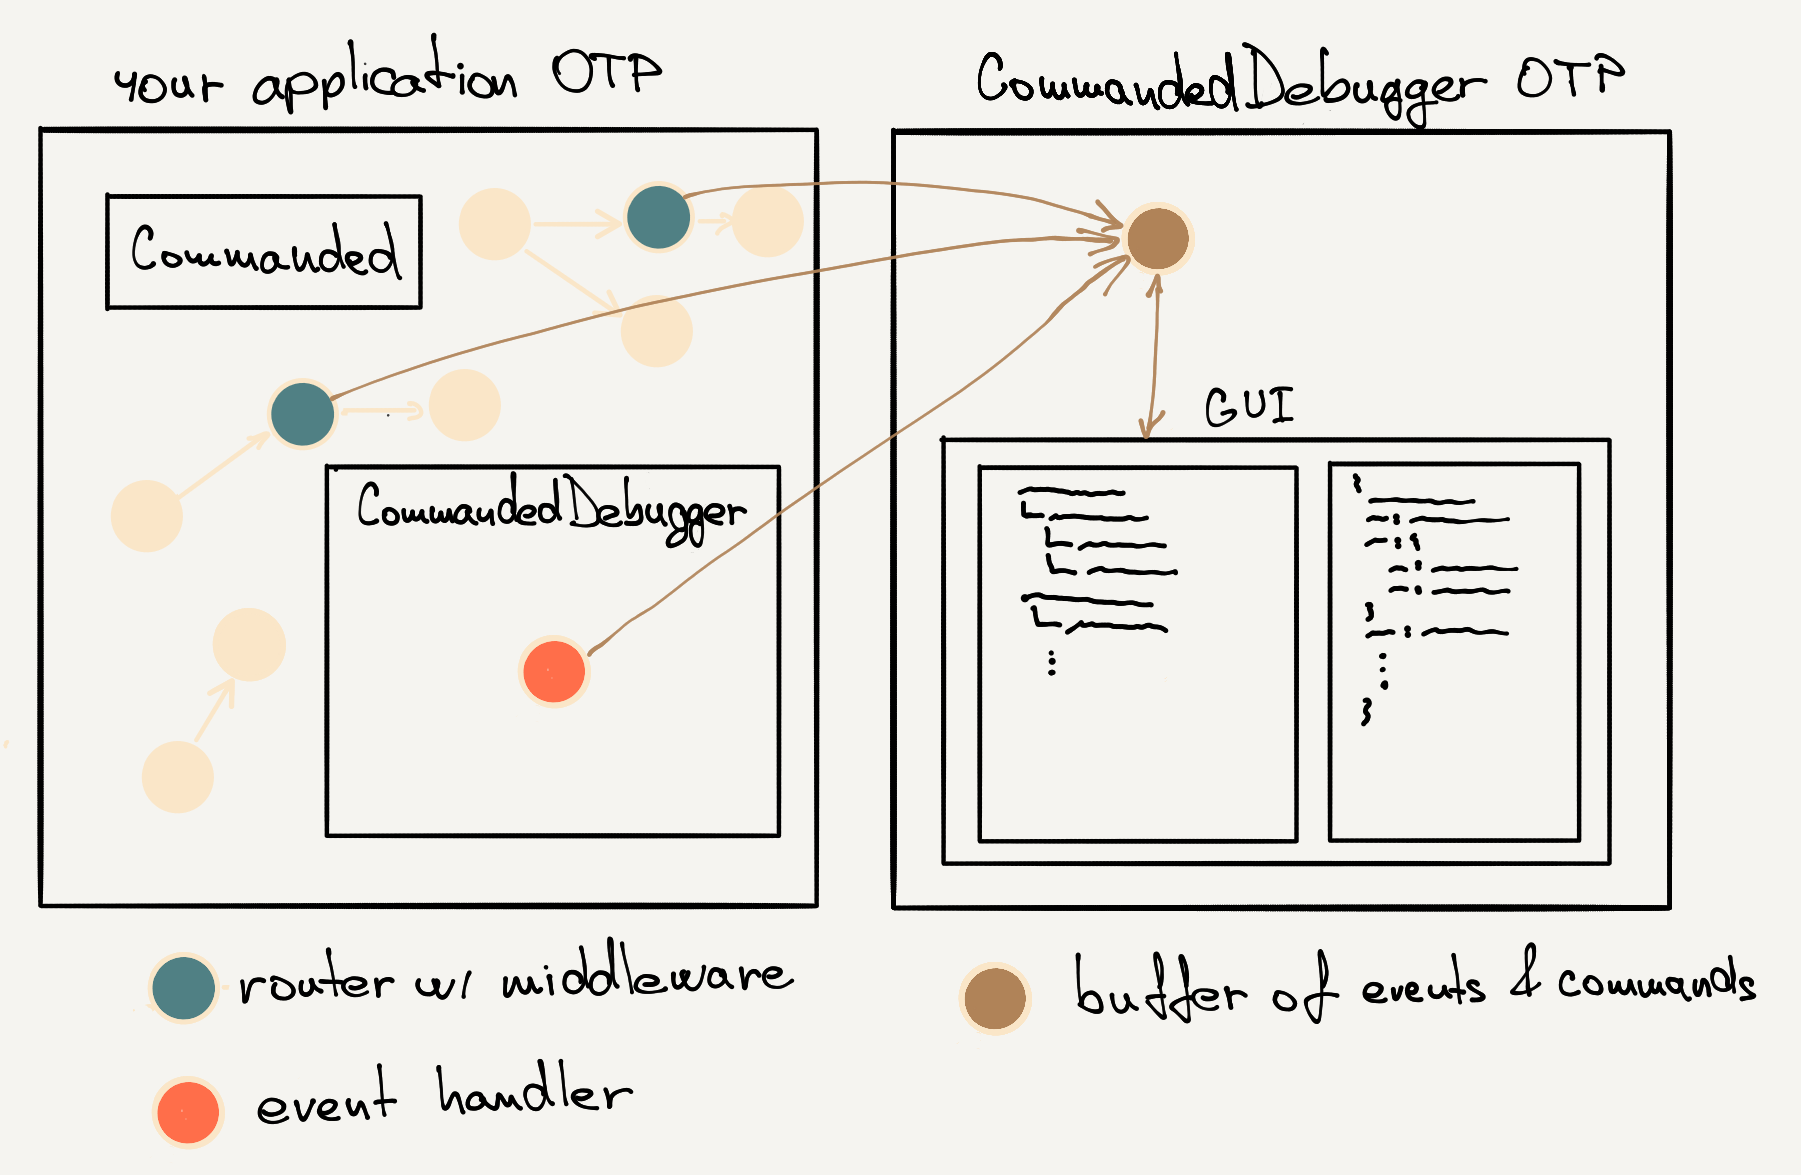 your application OTP
CommandedDebugger OTP
Commanded
GUI
CommandedDebugger
router w/ middleware
buffer of events & commands
event handler